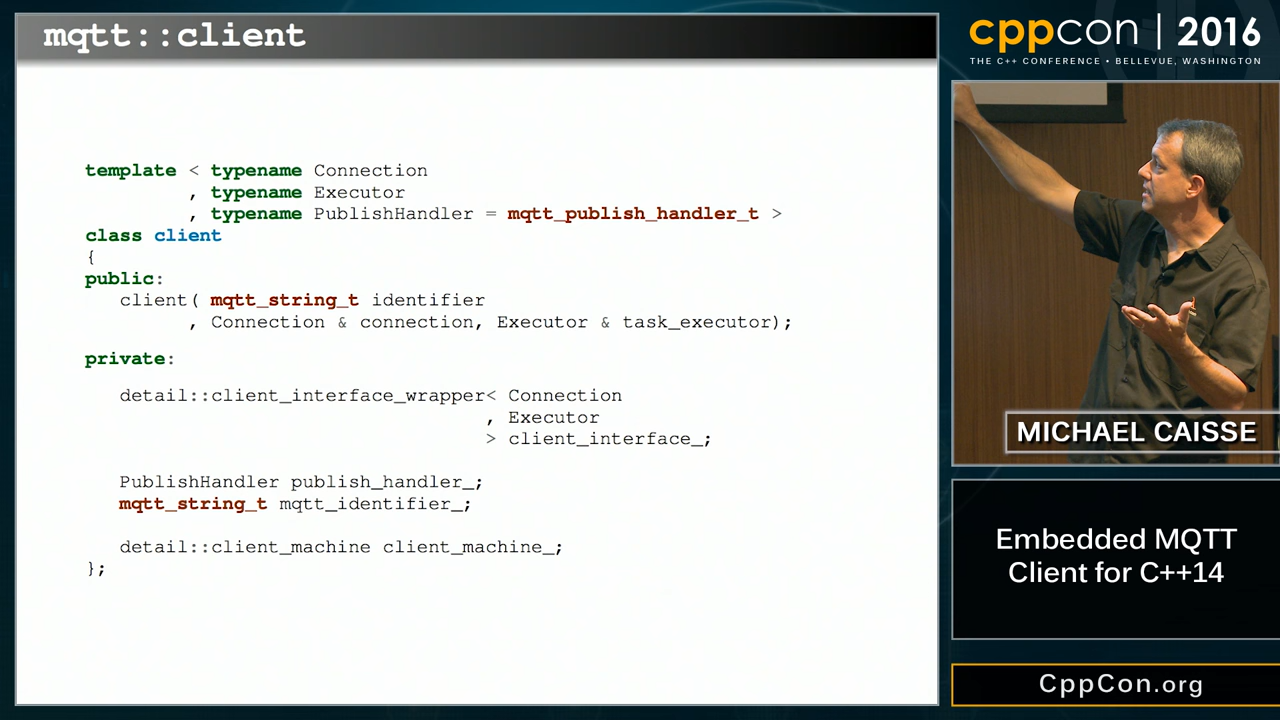 mqtt::client
template < typename Connection
, typename Executor
, typename PublishHandler = mqtt_publish_handler_t >
class client
{
public:
client( mqtt_string_t identifier
, Connection & connection, Executor & task_executor);
private:
detail::client_interface_wrapper< Connection
, Executor
> client_interface_;
PublishHandler publish_handler_;
mqtt_string_t mqtt_identifier_;
detail::client_machine client_machine_;
};
cppcon | 2016
THE C++ CONFERENCE • BELLEVUE, WASHINGTON
MICHAEL CAISSE
Embedded MQTT
Client for C++14
CppCon.org